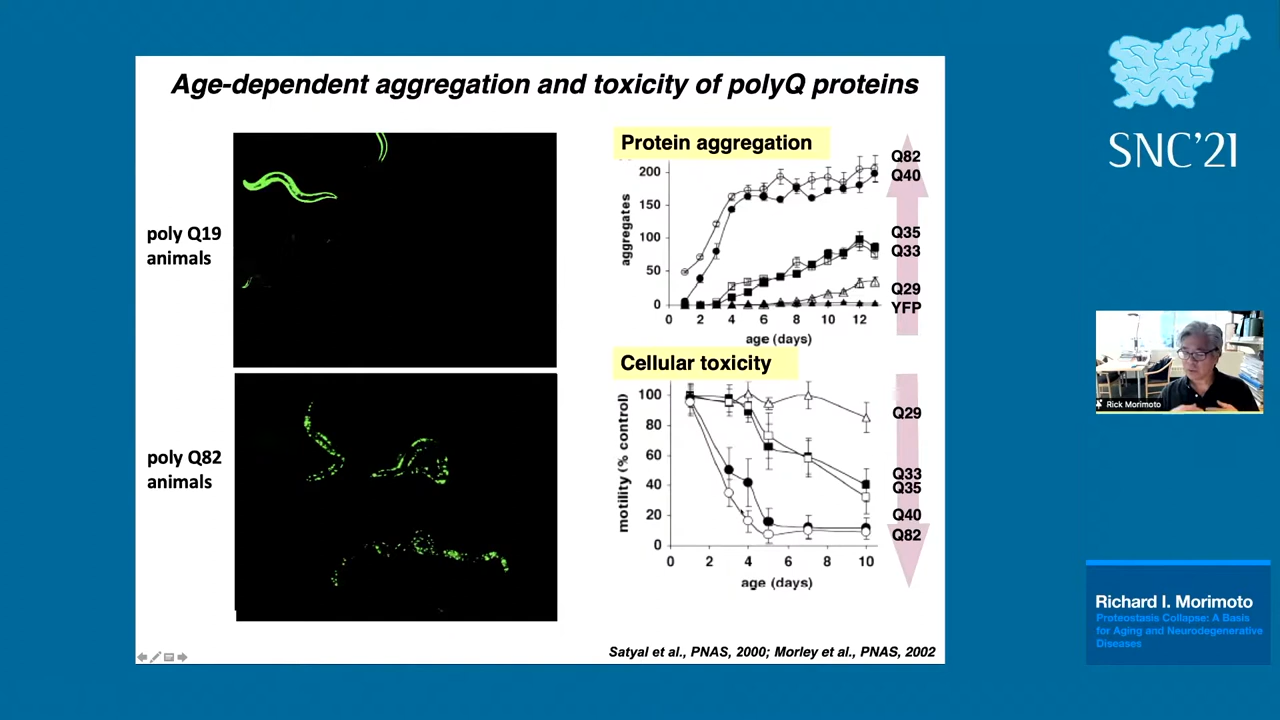 Age-dependent aggregation and toxicity of polyQ proteins
SNC'21
poly Q19
animals
poly Q82
animals
Protein aggregation
aggregates
200
150
100
50
0
0 2 4 6 8 10 12
age (days)
Q82
Q40
Q35
Q33
Q29
YFP
Cellular toxicity
motility (% control)
100
80
60
40
20
0
0 2 4 6 8 10
age (days)
Q29
Q33
Q35
Q40
Q82
Satyal et al., PNAS, 2000; Morley et al., PNAS, 2002
Rick Morimoto
Richard I. Morimoto
Proteostasis Collapse: A Basis
for Aging and Neurodegenerative
Diseases